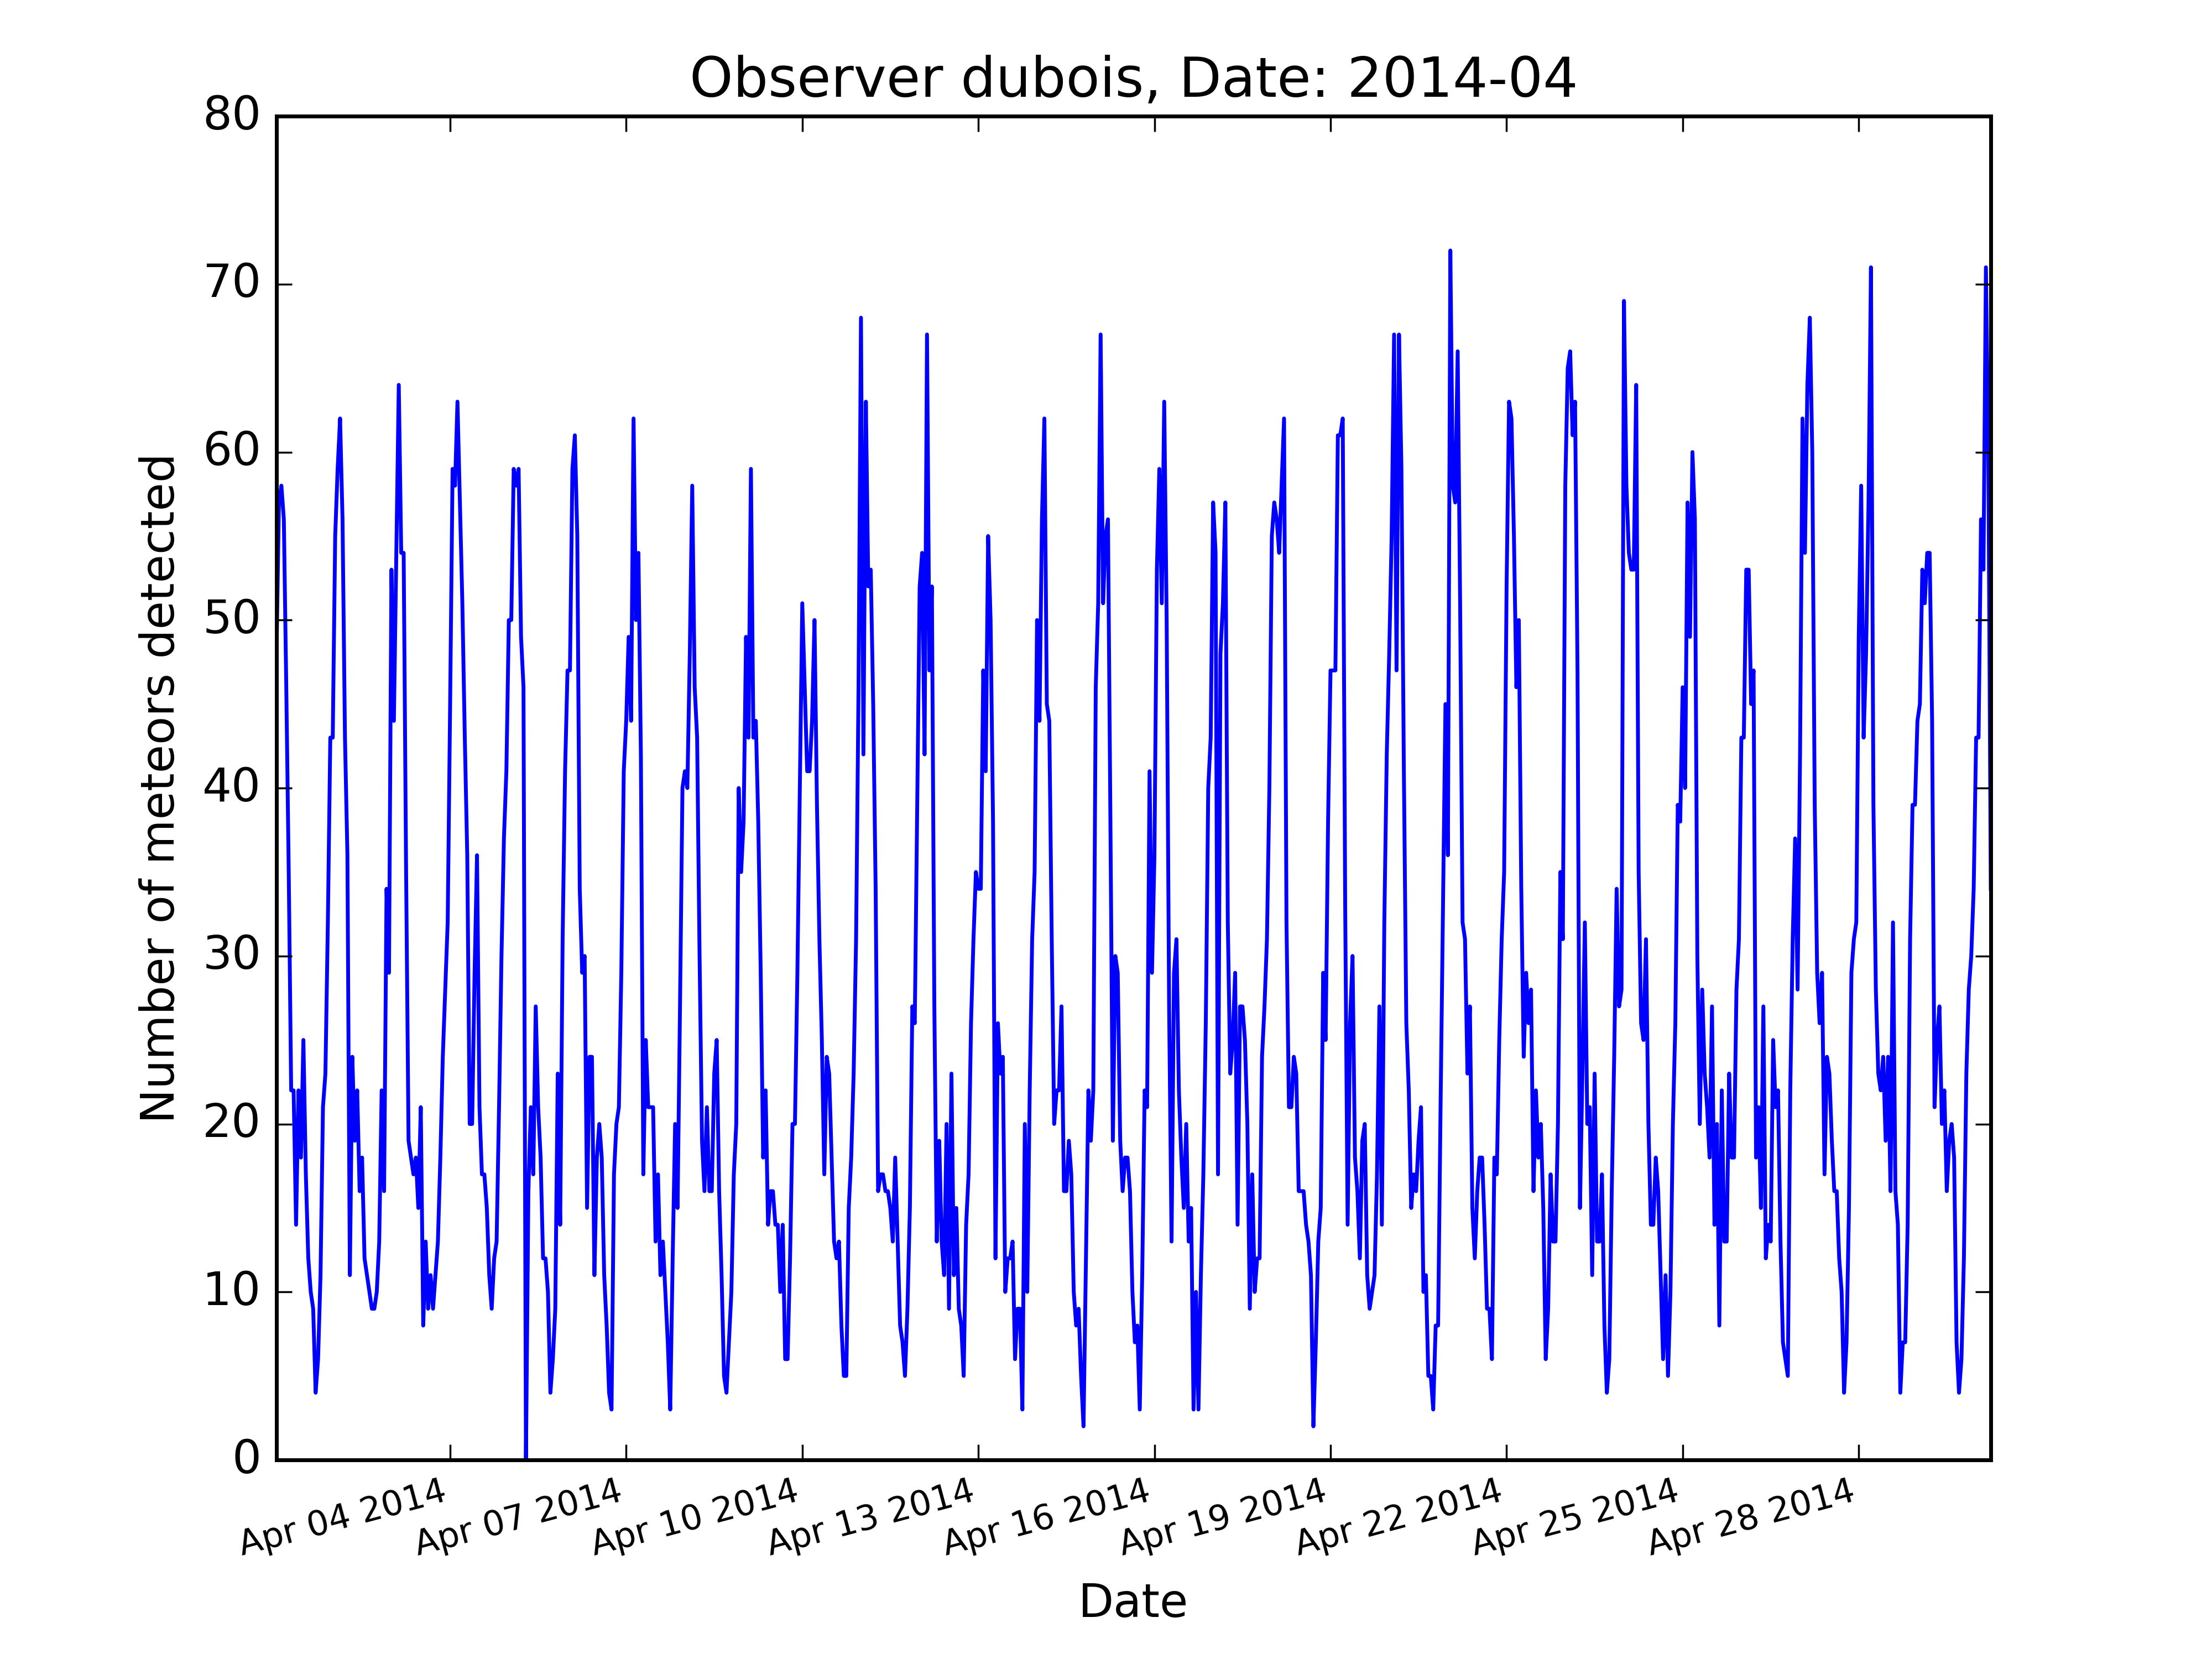 Observer dubois, Date: 2014-04
80
70
60
50
40
30
20
10
0
Number of meteors detected
Apr 04 2014
Apr 07 2014
Apr 10 2014
Apr 13 2014
Apr 16 2014
Apr 19 2014
Apr 22 2014
Apr 25 2014
Apr 28 2014
Date